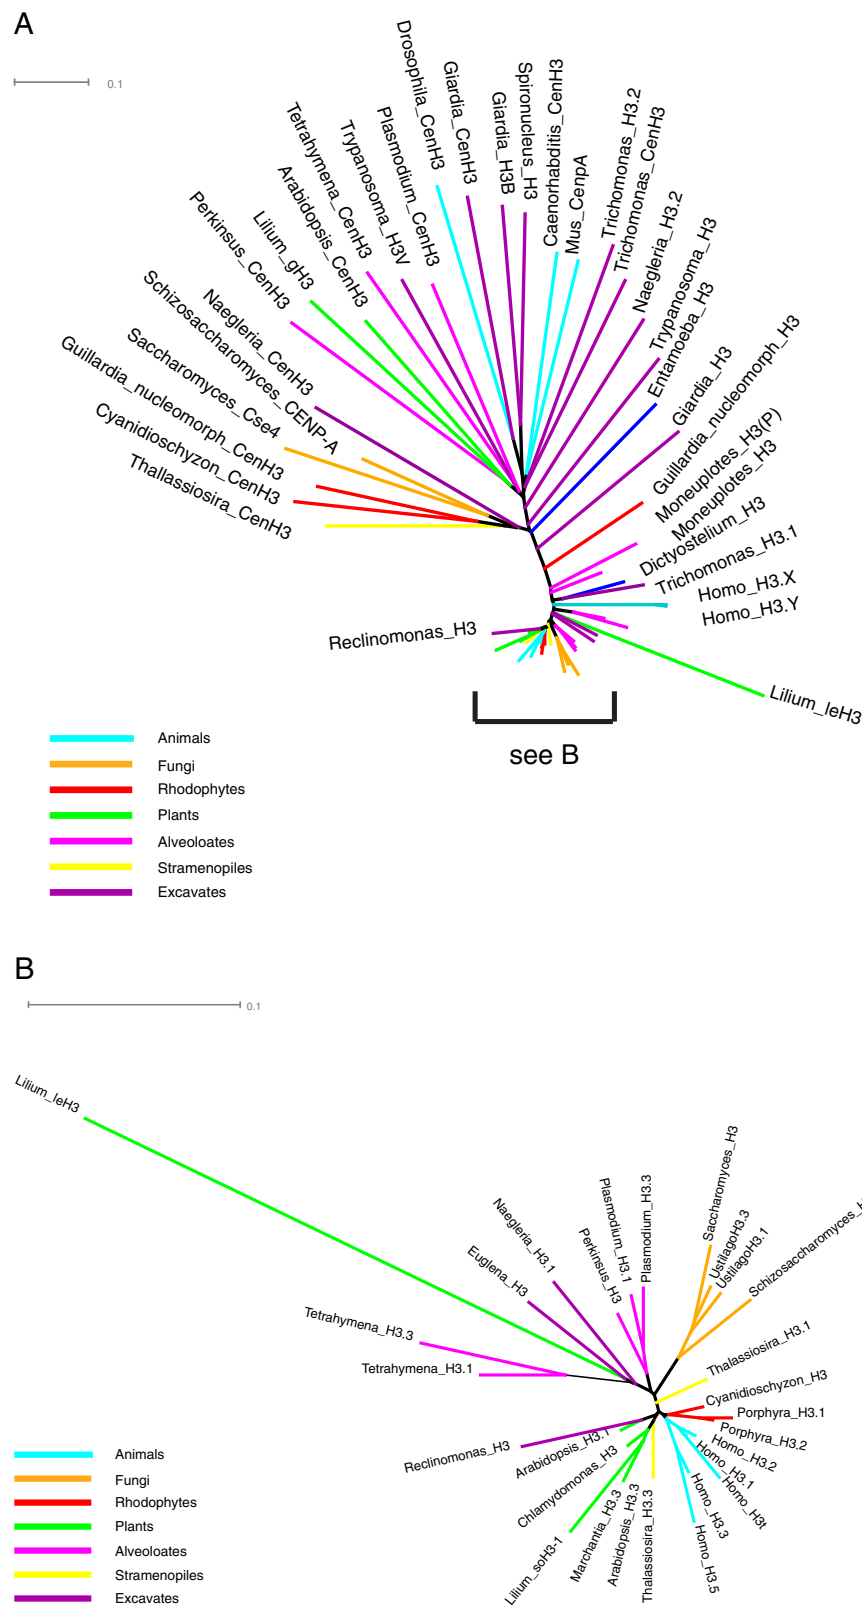 A
0.1
Drosophila_CenH3
Giardia_CenH3
Giardia_H3B
Spironucleus_H3
Caenorhabditis_CenH3
Mus_CenpA
Trichomonas_H3.2
Trichomonas_CenH3
Naegleria_H3.2
Trypanosoma_H3
Entamoeba_H3
Giardia_H3
Guillardia_nucleomorph_H3
Moneuplotes_H3(P)
Moneuplotes_H3
Dictyostelium_H3
Trichomonas_H3.1
Homo_H3.X
Homo_H3.Y
Lilium_leH3
Plasmodium_CenH3
Trypanosoma_H3V
Tetrahymena_CenH3
Arabidopsis_CenH3
Lilium_gH3
Perkinsus_CenH3
Naegleria_CenH3
Schizosaccharomyces_CENP-A
Saccharomyces_Cse4
Guillardia_nucleomorph_CenH3
Cyanidioschyzon_CenH3
Thallassiosira_CenH3
Reclinomonas_H3
see B
Animals
Fungi
Rhodophytes
Plants
Alveoloates
Stramenopiles
Excavates
B
0.1
Lilium_leH3
Tetrahymena_H3.3
Tetrahymena_H3.1
Euglena_H3
Naegleria_H3.1
Perkinsus_H3
Plasmodium_H3.1
Plasmodium_H3.3
Saccharomyces_H3
UstilagoH3.3
UstilagoH3.1
Schizosaccharomyces_H
Thalassiosira_H3.1
Cyanidioschyzon_H3
Porphyra_H3.1
Porphyra_H3.2
Homo_H3.2
Homo_H3.1
Homo_H3t
Homo_H3.3
Homo_H3.5
Thalassiosira_H3.3
Arabidopsis_H3.3
Marchantia_H3.3
Lilium_soH3-1
Chlamydomonas_H3
Arabidopsis_H3.1
Reclinomonas_H3
Animals
Fungi
Rhodophytes
Plants
Alveoloates
Stramenopiles
Excavates